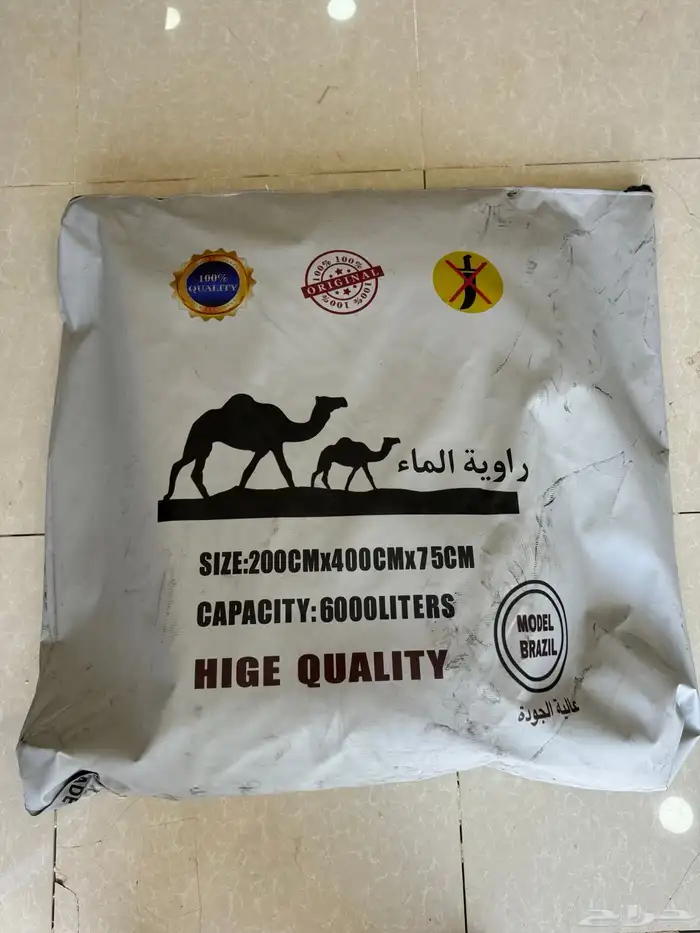 100%
QUALITY
100% 100%
ORIGINAL
100% 100%
راوية الماء
SIZE:200CMx400CMx75CM
CAPACITY:6000LITERS
HIGE QUALITY
MODEL
BRAZIL
عالية الجودة
حراج